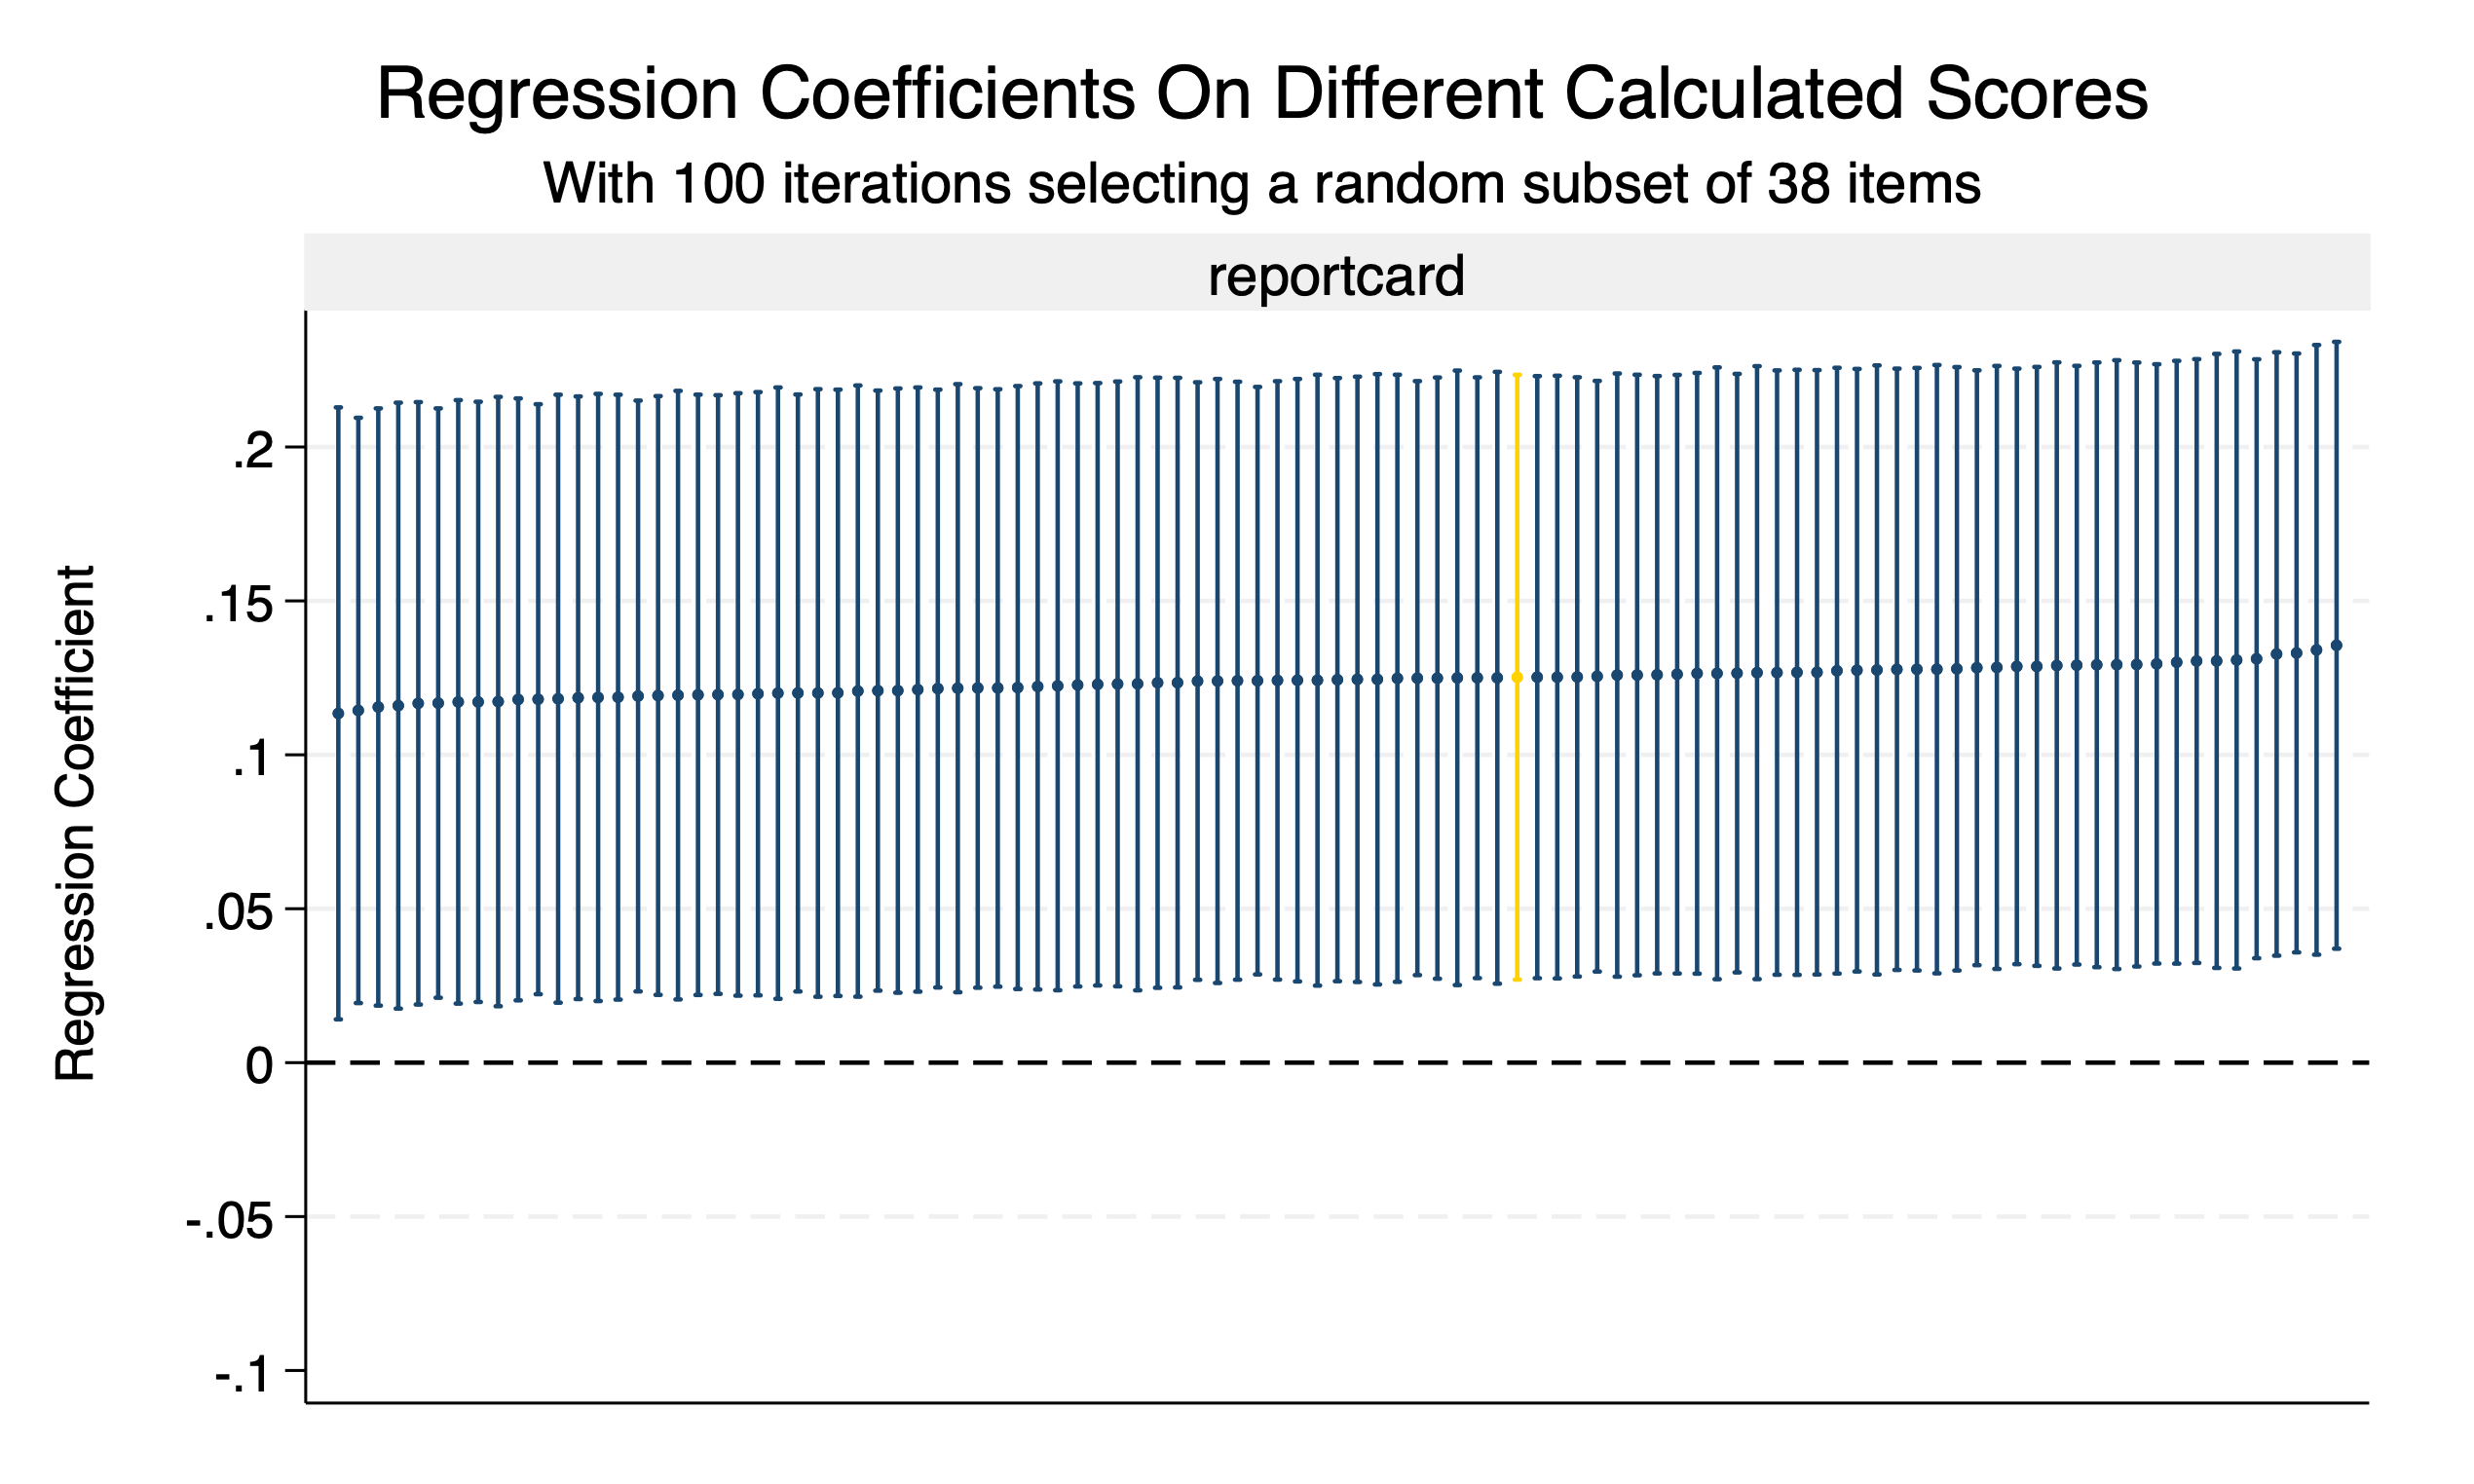 Regression Coefficients On Different Calculated Scores
With 100 iterations selecting a random subset of 38 items
reportcard
Regression Coefficient
.2
.15
.1
.05
0
-.05
-.1